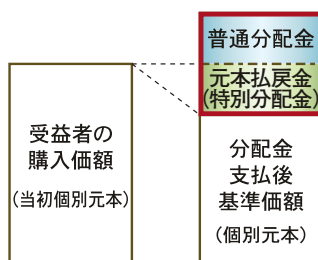 普通分配金
元本払戻金
(特別分配金)
受益者の
購入価額
(当初個別元本)
分配金
支払後
基準価額
(個別元本)